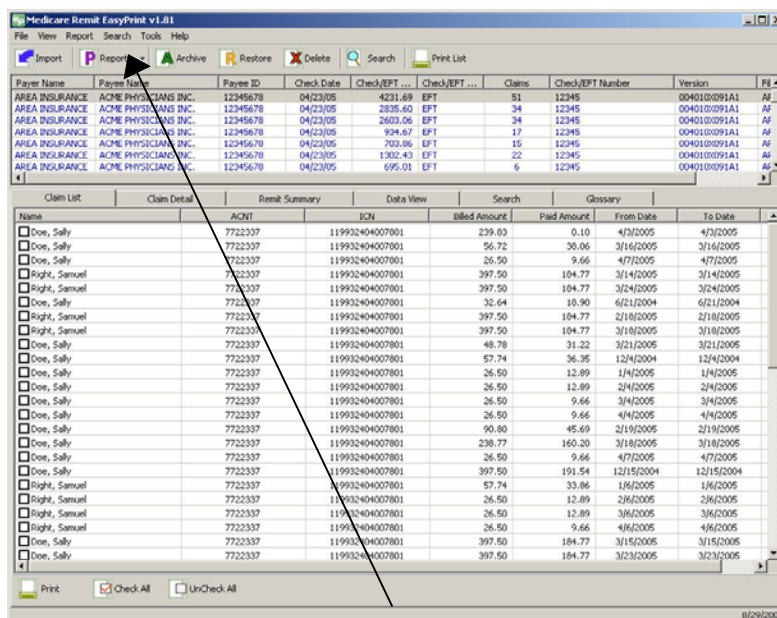 Medicare Remit EasyPrint v1.81
File View Report Search Tools Help
Import Report Archive Restore Delete Search Print List
Payer Name Payee Name Payee ID Check Date Check/EFT ... Check/EFT ... Claims Check/EFT Number Version
AREA INSURANCE ACME PHYSICIANS INC. 12345678 04/23/05 4231.69 EFT 51 12345 004010X091A1
AREA INSURANCE ACME PHYSICIANS INC. 12345678 04/23/05 2835.60 EFT 34 12345 004010X091A1
AREA INSURANCE ACME PHYSICIANS INC. 12345678 04/23/05 2603.06 EFT 34 12345 004010X091A1
AREA INSURANCE ACME PHYSICIANS INC. 12345678 04/23/05 934.67 EFT 17 12345 004010X091A1
AREA INSURANCE ACME PHYSICIANS INC. 12345678 04/23/05 703.86 EFT 15 12345 004010X091A1
AREA INSURANCE ACME PHYSICIANS INC. 12345678 04/23/05 1302.43 EFT 22 12345 004010X091A1
AREA INSURANCE ACME PHYSICIANS INC. 12345678 04/23/05 695.01 EFT 6 12345 004010X091A1
Claim List Claim Detail Remit Summary Data View Search Glossary
Name ACNT ICN Billed Amount Paid Amount From Date To Date
Doe, Sally 7722337 119932404007801 239.83 0.10 4/3/2005 4/3/2005
Doe, Sally 7722337 119932404007801 56.72 38.06 3/16/2005 3/16/2005
Doe, Sally 7722337 119932404007801 26.50 9.66 4/7/2005 4/7/2005
Right, Samuel 7722337 119932404007801 397.50 184.77 3/14/2005 3/14/2005
Right, Samuel 7722337 119932404007801 397.50 184.77 3/24/2005 3/24/2005
Doe, Sally 7722337 119932404007801 32.64 18.90 6/21/2004 6/21/2004
Right, Samuel 7722337 119932404007801 397.50 184.77 2/18/2005 2/18/2005
Right, Samuel 7722337 119932404007801 397.50 184.77 3/18/2005 3/18/2005
Doe, Sally 7722337 119932404007801 48.78 31.22 3/21/2005 3/21/2005
Doe, Sally 7722337 119932404007801 57.74 36.35 12/4/2004 12/4/2004
Doe, Sally 7722337 119932404007801 26.50 12.89 1/4/2005 1/4/2005
Doe, Sally 7722337 119932404007801 26.50 12.89 2/4/2005 2/4/2005
Doe, Sally 7722337 119932404007801 26.50 9.66 3/4/2005 3/4/2005
Doe, Sally 7722337 119932404007801 26.50 9.66 4/4/2005 4/4/2005
Doe, Sally 7722337 119932404007801 90.80 45.69 2/19/2005 2/19/2005
Doe, Sally 7722337 119932404007801 238.77 160.20 3/18/2005 3/18/2005
Doe, Sally 7722337 119932404007801 26.50 9.66 4/7/2005 4/7/2005
Doe, Sally 7722337 119932404007801 397.50 191.54 12/15/2004 12/15/2004
Right, Samuel 7722337 119932404007801 57.74 33.86 1/6/2005 1/6/2005
Right, Samuel 7722337 119932404007801 26.50 12.89 2/6/2005 2/6/2005
Right, Samuel 7722337 119932404007801 26.50 12.89 3/6/2005 3/6/2005
Right, Samuel 7722337 119932404007801 26.50 9.66 4/6/2005 4/6/2005
Doe, Sally 7722337 119932404007801 397.50 184.77 3/15/2005 3/15/2005
Doe, Sally 7722337 119932404007801 397.50 184.77 3/23/2005 3/23/2005
Print Check All UnCheck All